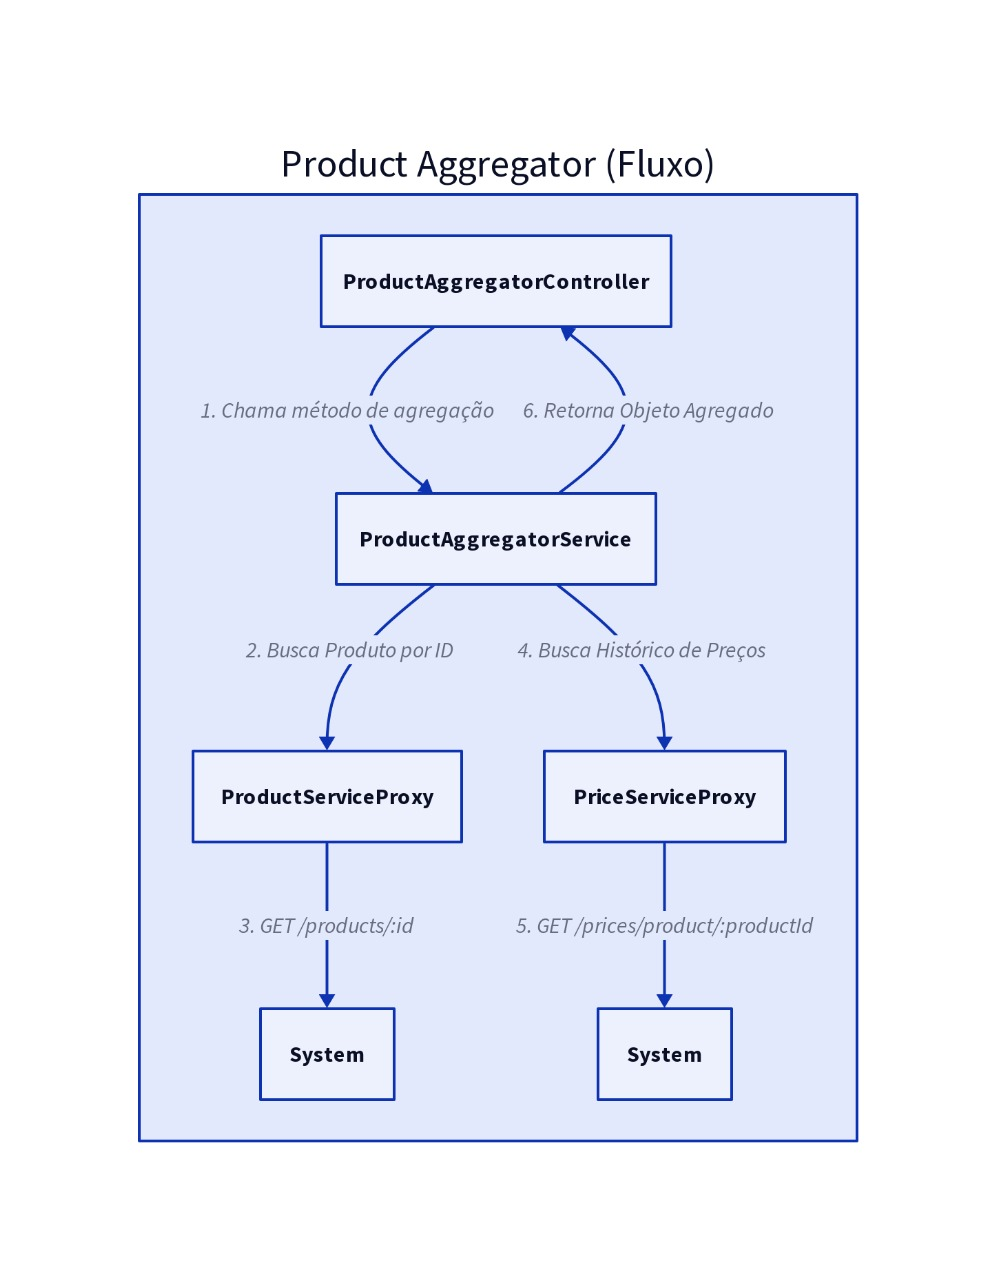 Product Aggregator (Fluxo)
ProductAggregatorController
1. Chama método de agregação
6. Retorna Objeto Agregado
ProductAggregatorService
2. Busca Produto por ID
4. Busca Histórico de Preços
ProductServiceProxy
PriceServiceProxy
3. GET /products/:id
5. GET /prices/product/:productId
System
System